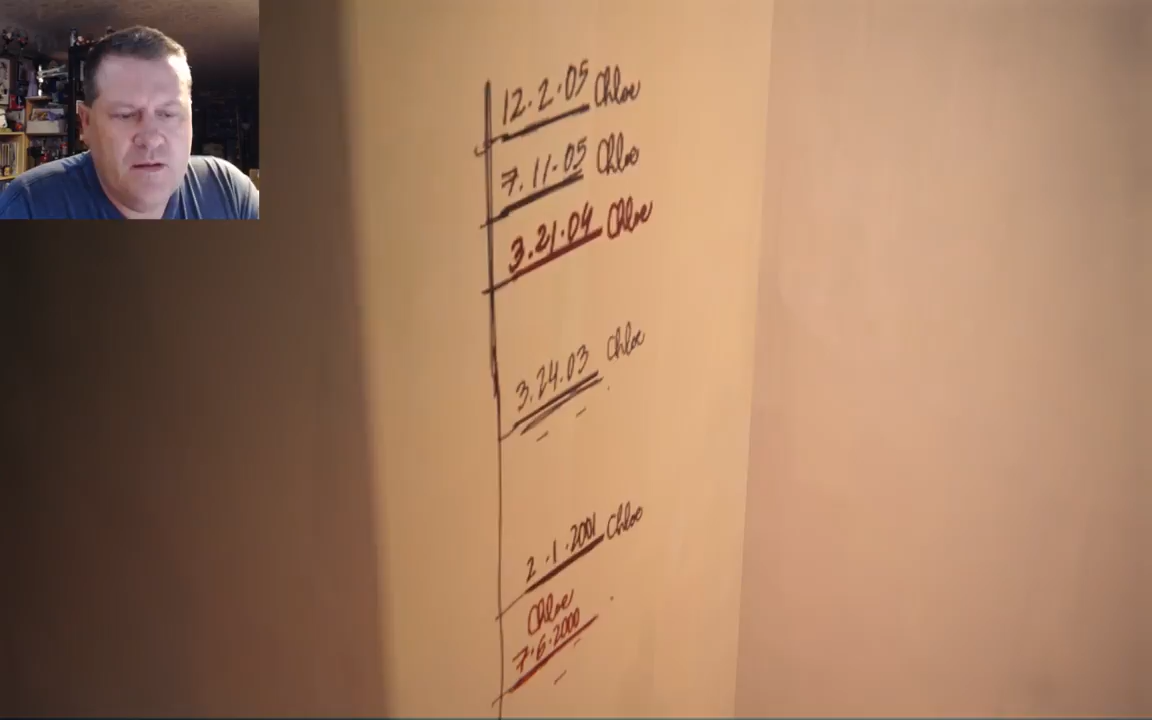 12.2.05 Chloe
7.11.05 Chloe
3.21.04 Chloe
3.24.03 Chloe
2.1.2001 Chloe
Chloe
7.6.2000